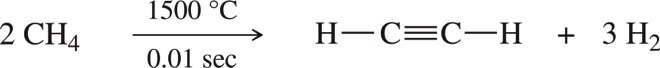 1500 °C
2 CH₄ ⟶ H—C≡C—H + 3 H₂
0.01 sec